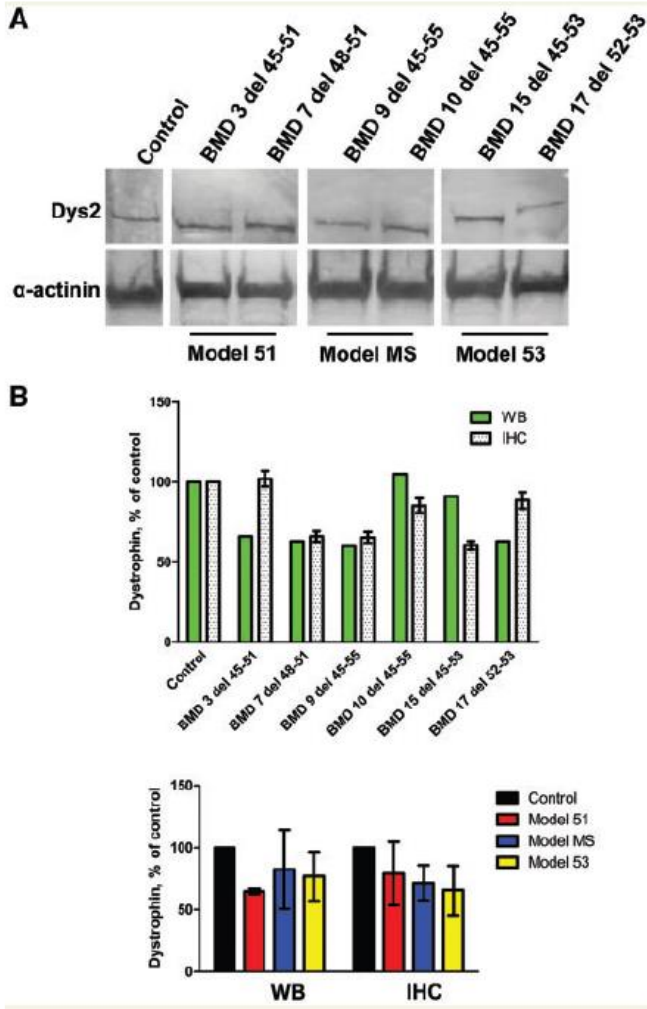 A
Control
BMD 3 del 45-51
BMD 7 del 48-51
BMD 9 del 45-55
BMD 10 del 45-55
BMD 15 del 45-53
BMD 17 del 52-53
Dys2
α-actinin
Model 51
Model MS
Model 53
B
Dystrophin, % of control
150
100
50
0
WB
IHC
Control
BMD 3 del 45-51
BMD 7 del 48-51
BMD 9 del 45-55
BMD 10 del 45-55
BMD 15 del 45-53
BMD 17 del 52-53
Dystrophin, % of control
150
100
50
0
Control
Model 51
Model MS
Model 53
WB
IHC